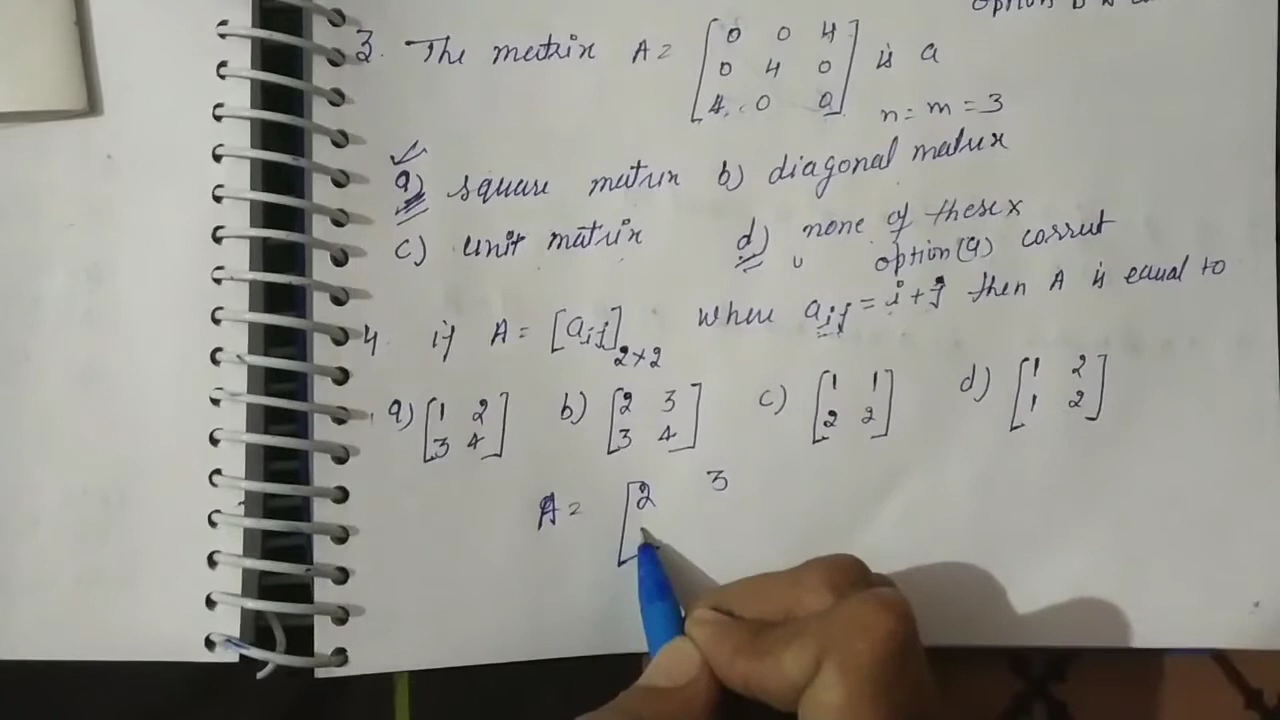 3. The matrix A = [0 0 4
0 4 0
4 0 0] is a
n = m = 3
a) square matrix b) diagonal matrix
c) unit matrix d) none of these x
option (a) corrut
4 if A = [aij]2×2 where aij = i + j then A is equal to
a) [1 2 b) [2 3 c) [1 1 d) [1 2
3 4] 3 4] 2 2] 1 2]
A = [2 3